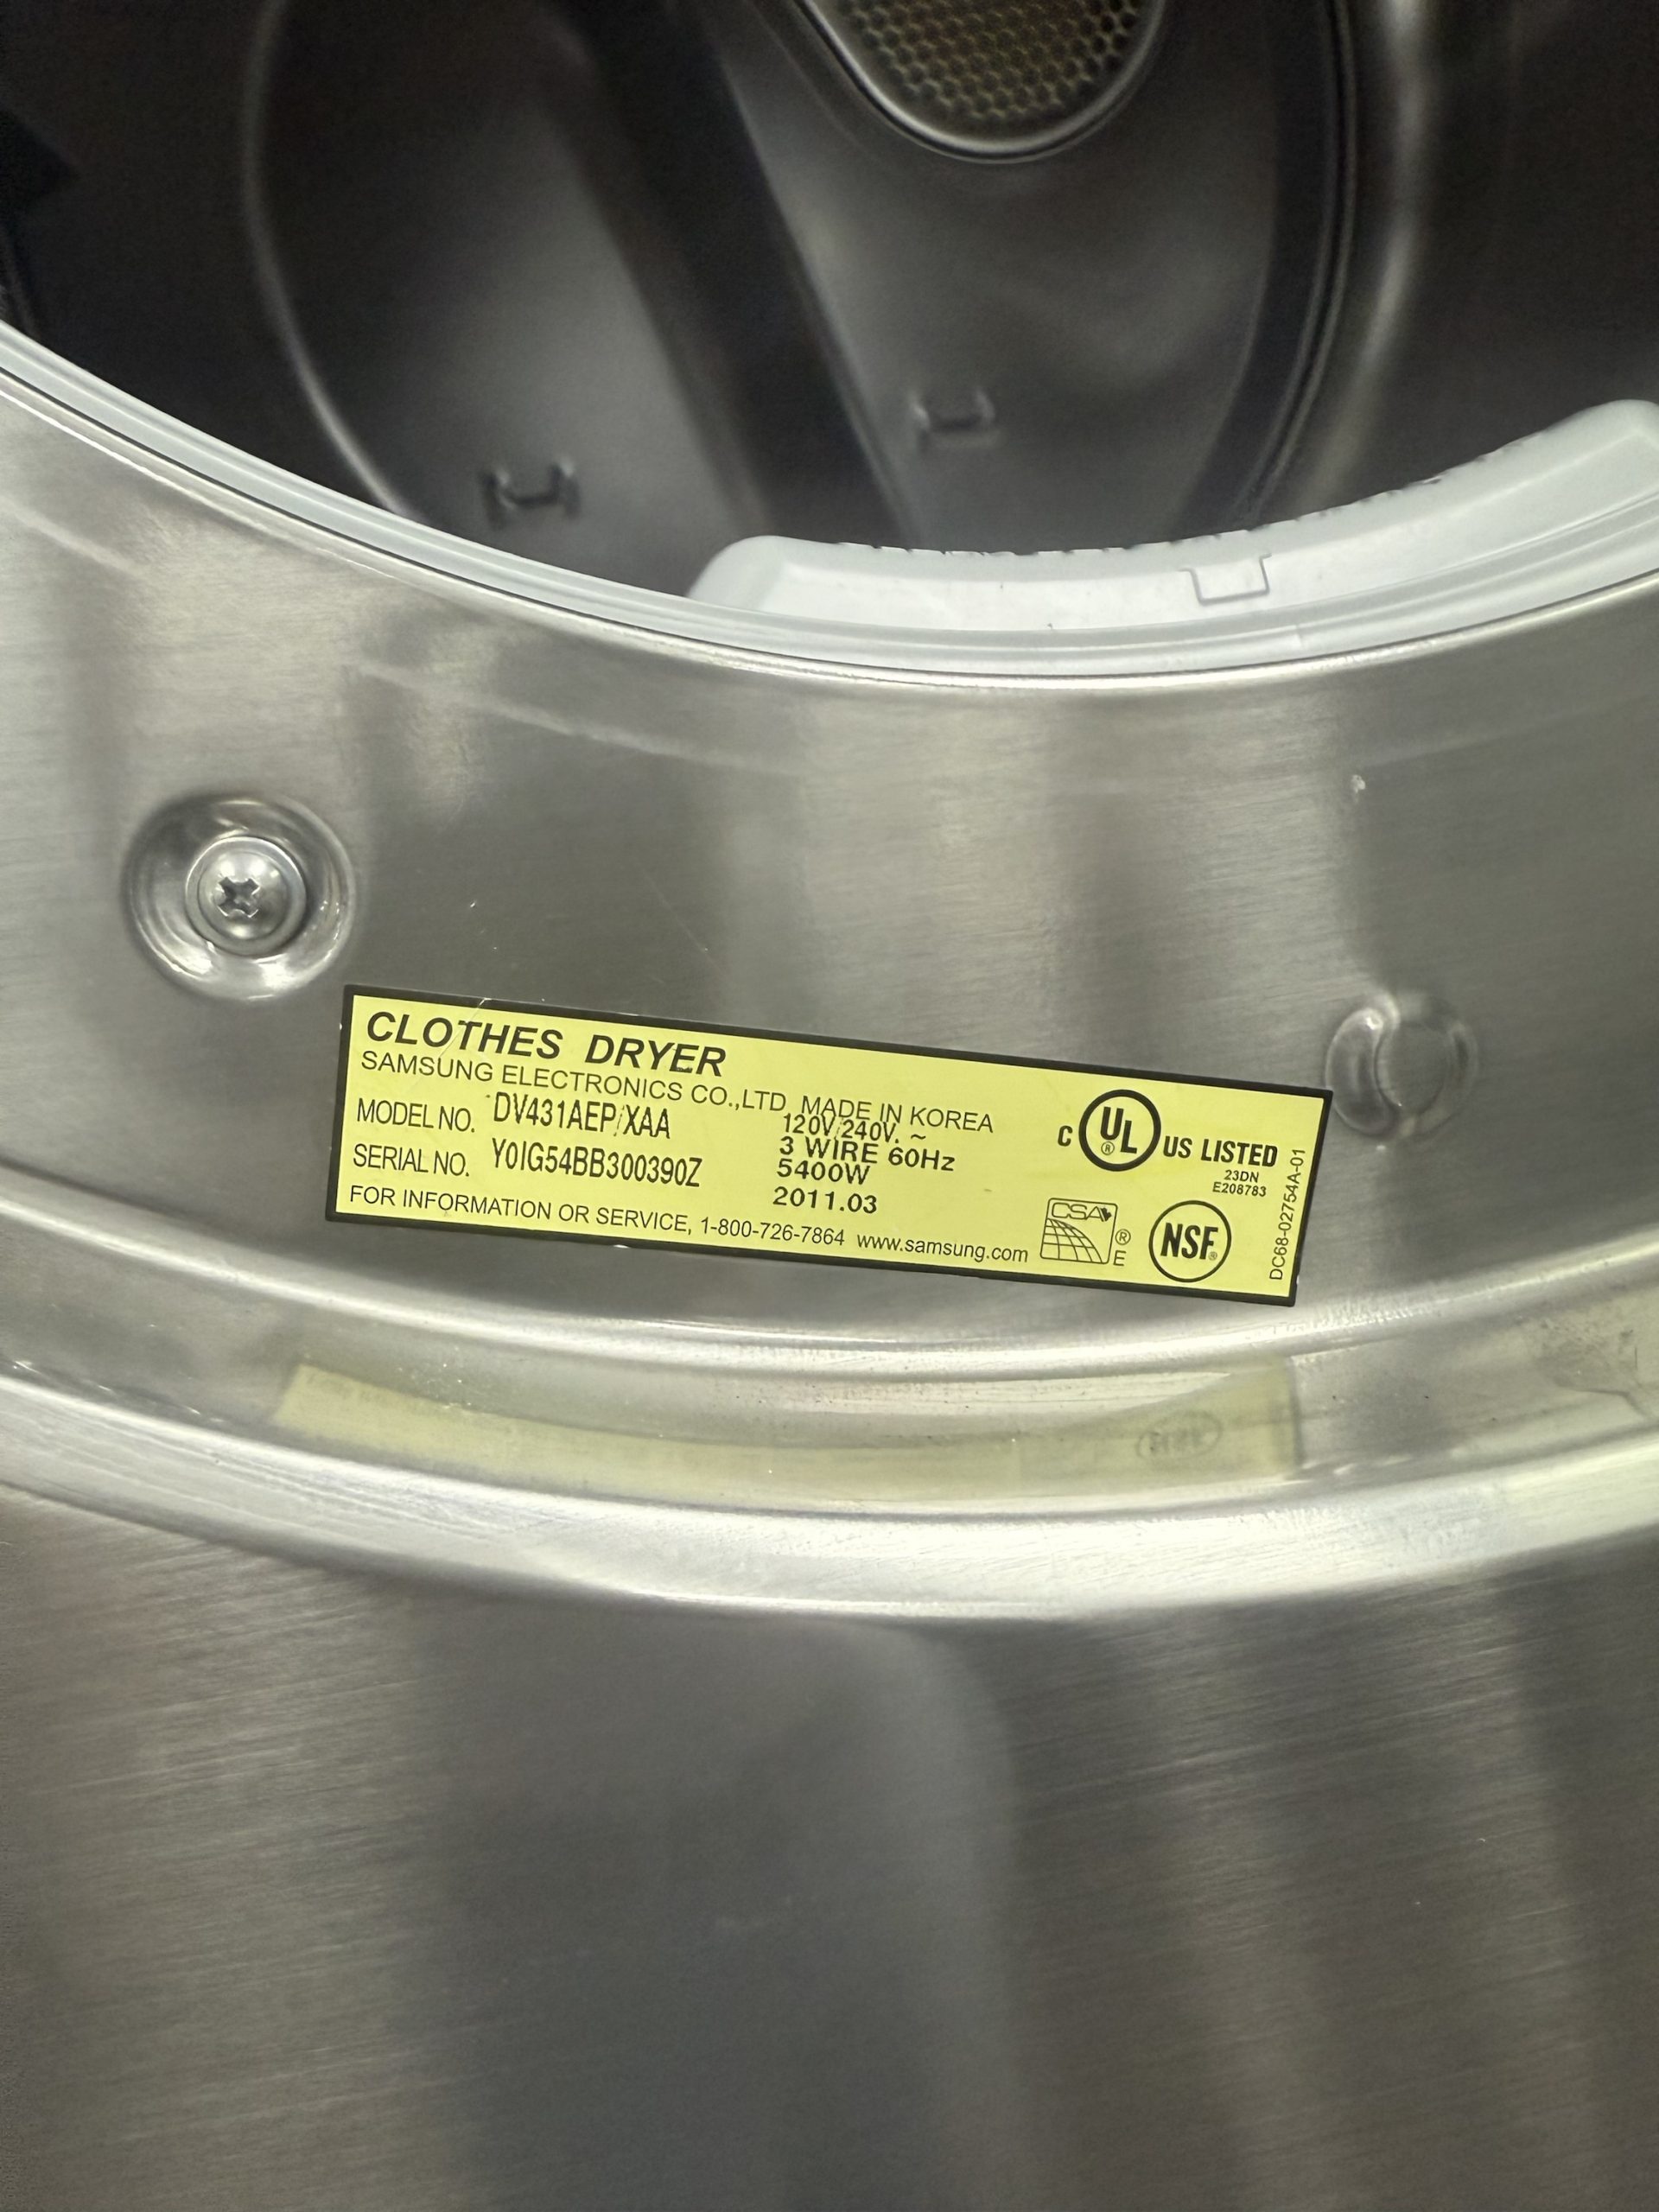 CLOTHES DRYER
SAMSUNG ELECTRONICS CO.,LTD. MADE IN KOREA
MODEL NO. DV431AEP/XAA
SERIAL NO. Y0IG54BB300390Z
120V/240V. ~
3 WIRE 60Hz
5400W
2011.03
FOR INFORMATION OR SERVICE, 1-800-726-7864 www.samsung.com
C UL ® US LISTED
23DN
E208783
CSA ® E
NSF®
DC68-02754A-01